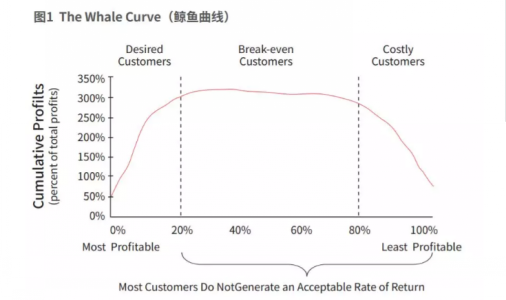 图1 The Whale Curve（鲸鱼曲线）
Desired Customers
Break-even Customers
Costly Customers
Cumulative Profilts
(percent of total profits)
350%
300%
250%
200%
150%
100%
50%
0%
0% 20% 40% 60% 80% 100%
Most Profitable
Least Profitable
Most Customers Do NotGenerate an Acceptable Rate of Return